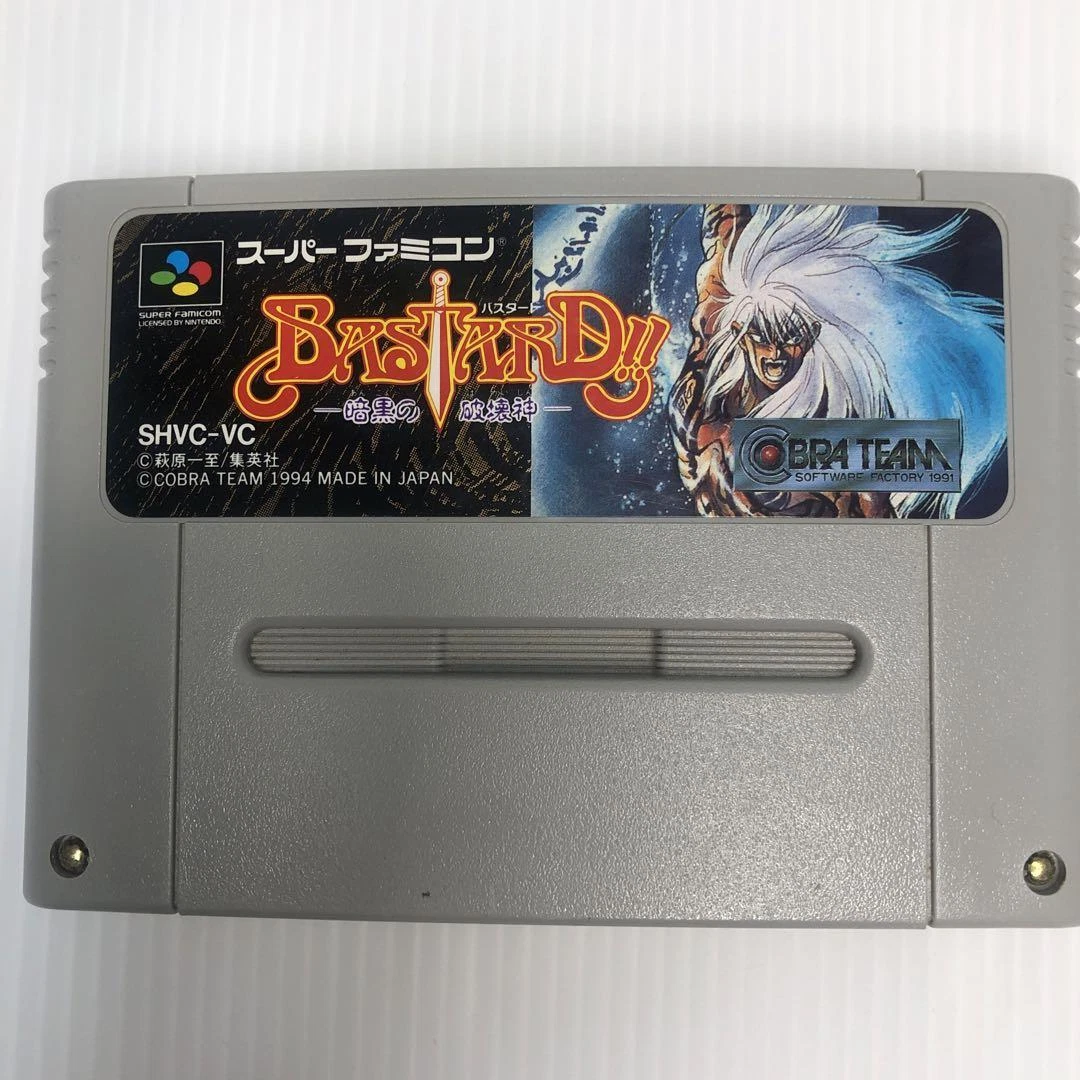 スーパーファミコン®
SUPER FAMICOM
LICENSED BY NINTENDO
バスタード
BASTARD!!
―暗黒の 破壊神―
SHVC-VC
©萩原一至/集英社
©COBRA TEAM 1994 MADE IN JAPAN
COBRA TEAM
SOFTWARE FACTORY 1991